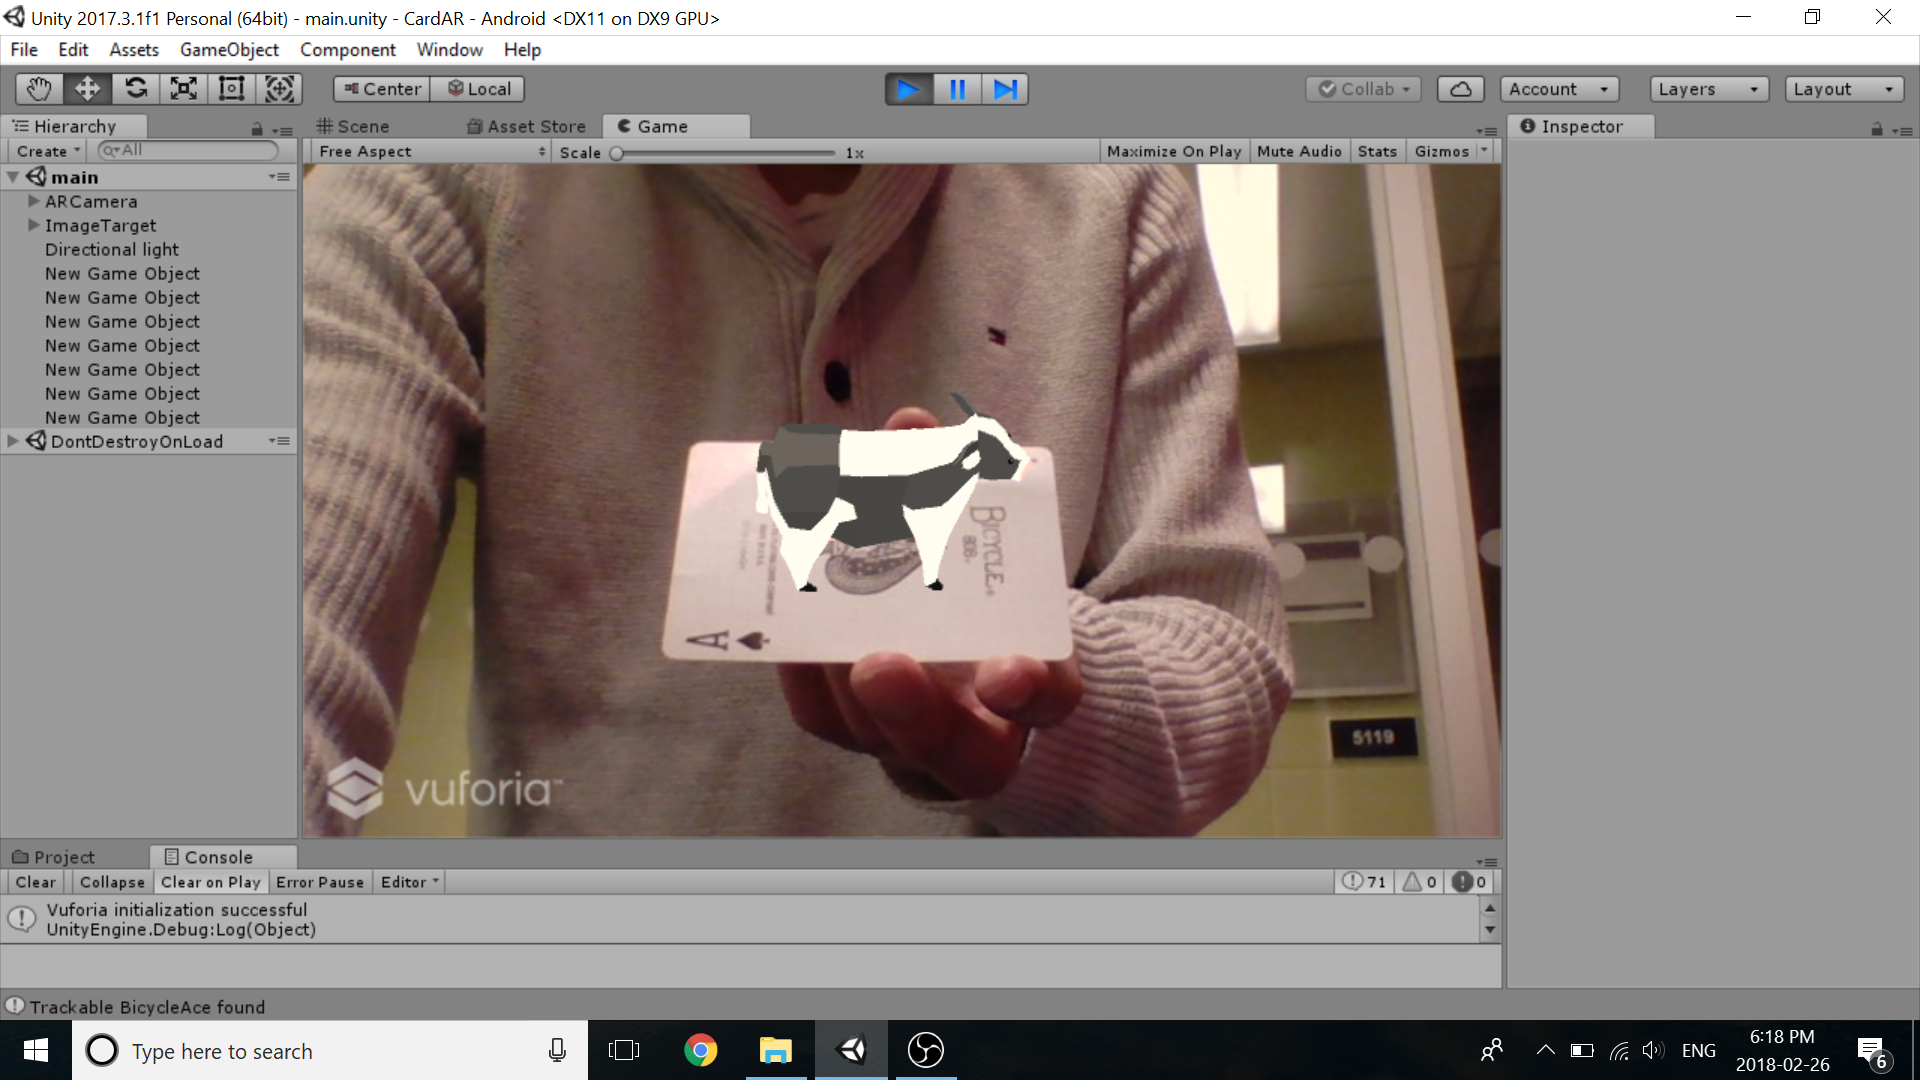 Unity 2017.3.1f1 Personal (64bit) - main.unity - CardAR - Android <DX11 on DX9 GPU>
File Edit Assets GameObject Component Window Help
Center Local Collab Account Layers Layout
Hierarchy Scene Asset Store Game Inspector
Create All Free Aspect Scale 1x Maximize On Play Mute Audio Stats Gizmos
main
ARCamera
ImageTarget
Directional light
New Game Object
New Game Object
New Game Object
New Game Object
New Game Object
New Game Object
New Game Object
DontDestroyOnLoad
BICYCLE
808
A
5119
vuforia
Project Console
Clear Collapse Clear on Play Error Pause Editor 71 0 0
Vuforia initialization successful
UnityEngine.Debug:Log(Object)
Trackable BicycleAce found
Type here to search
ENG
6:18 PM
2018-02-26
6